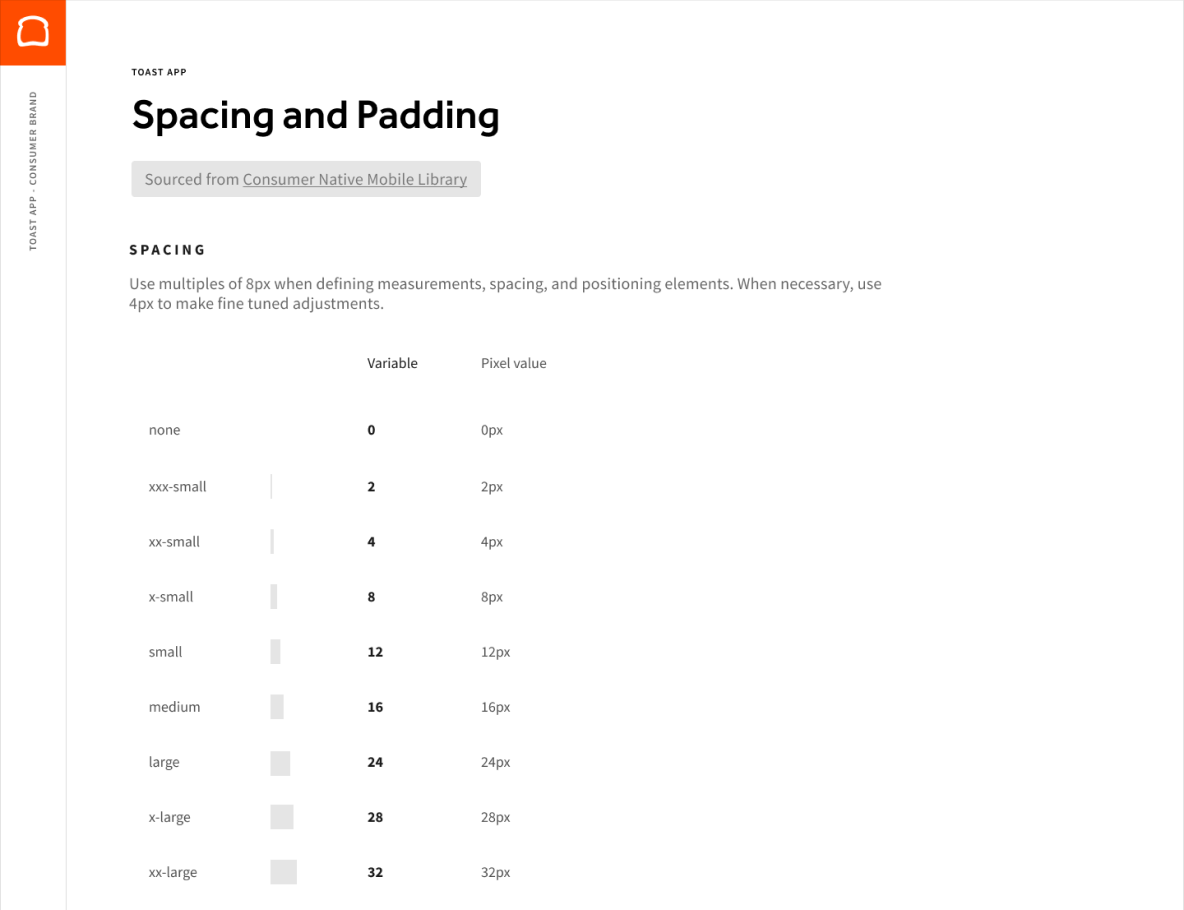 TOAST APP - CONSUMER BRAND
TOAST APP
Spacing and Padding
Sourced from Consumer Native Mobile Library
SPACING
Use multiples of 8px when defining measurements, spacing, and positioning elements. When necessary, use
4px to make fine tuned adjustments.
Variable Pixel value
none 0 0px
xxx-small 2 2px
xx-small 4 4px
x-small 8 8px
small 12 12px
medium 16 16px
large 24 24px
x-large 28 28px
xx-large 32 32px